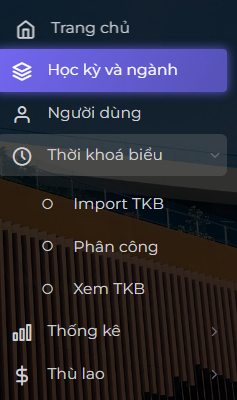 Trang chủ
Học kỳ và ngành
Người dùng
Thời khoá biểu
Import TKB
Phân công
Xem TKB
Thống kê
Thù lao